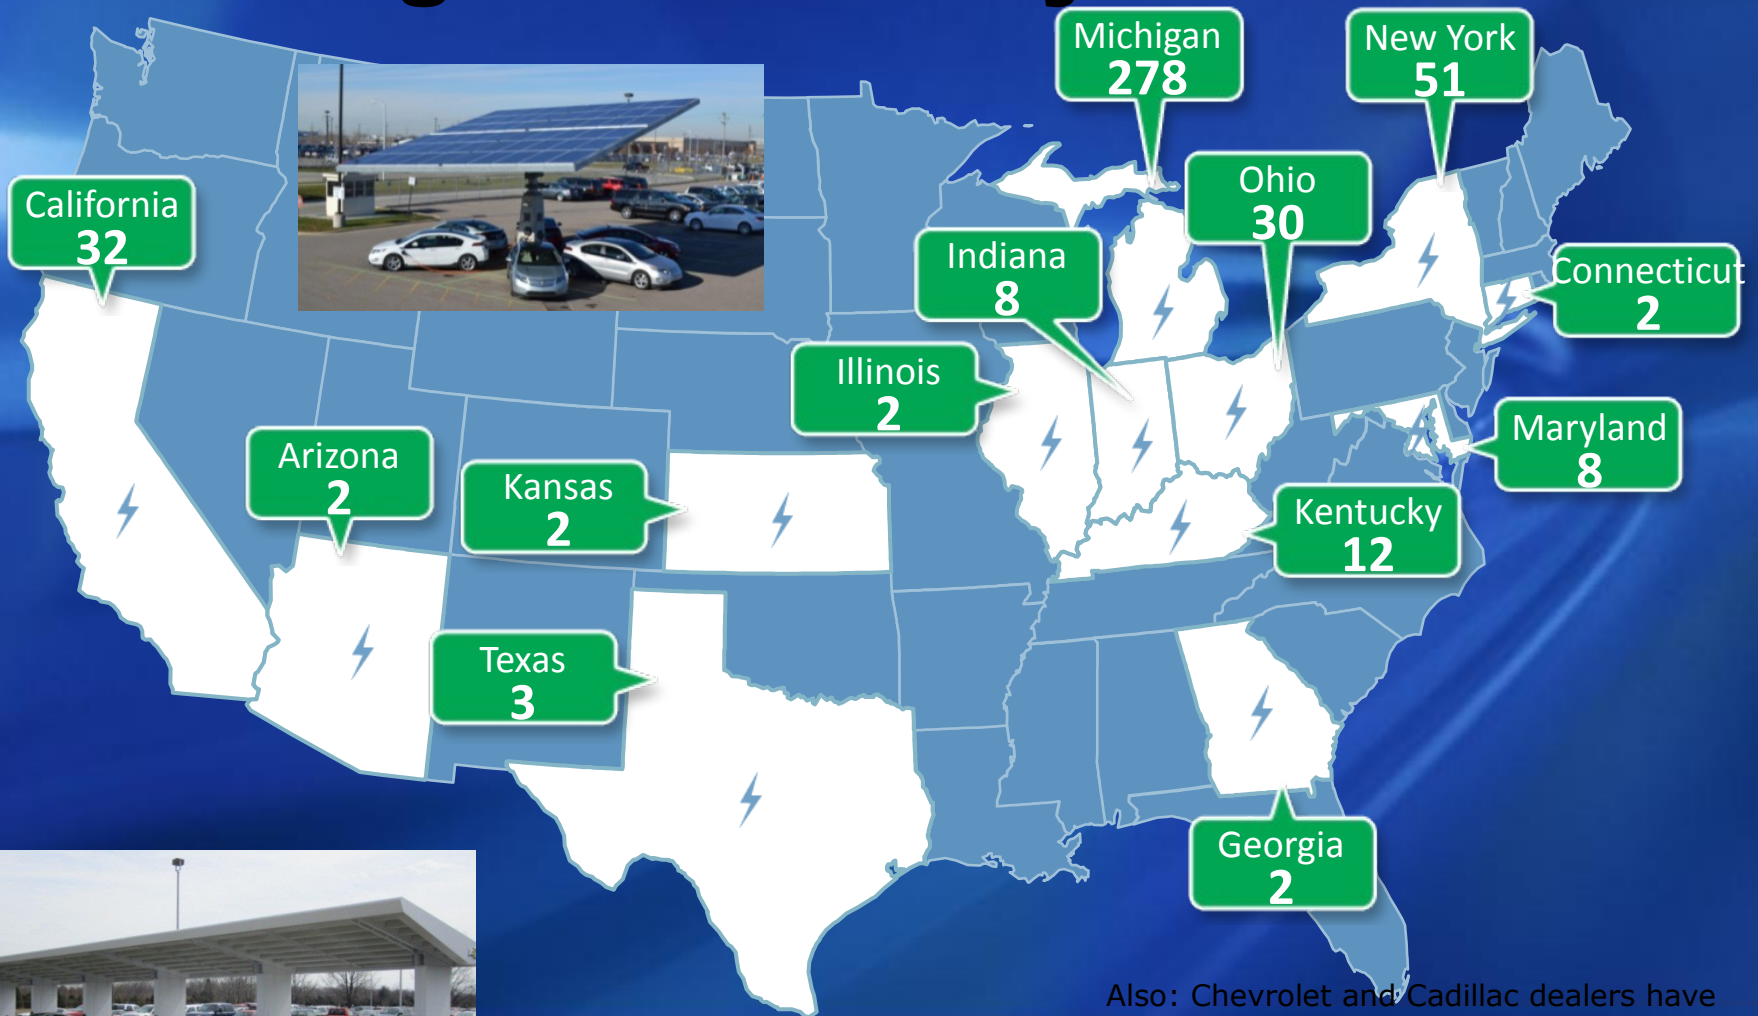 Michigan
278
New York
51
California
32
Ohio
30
Indiana
8
Connecticut
2
Illinois
2
Arizona
2
Kansas
2
Maryland
8
Kentucky
12
Texas
3
Georgia
2
Also: Chevrolet and Cadillac dealers have